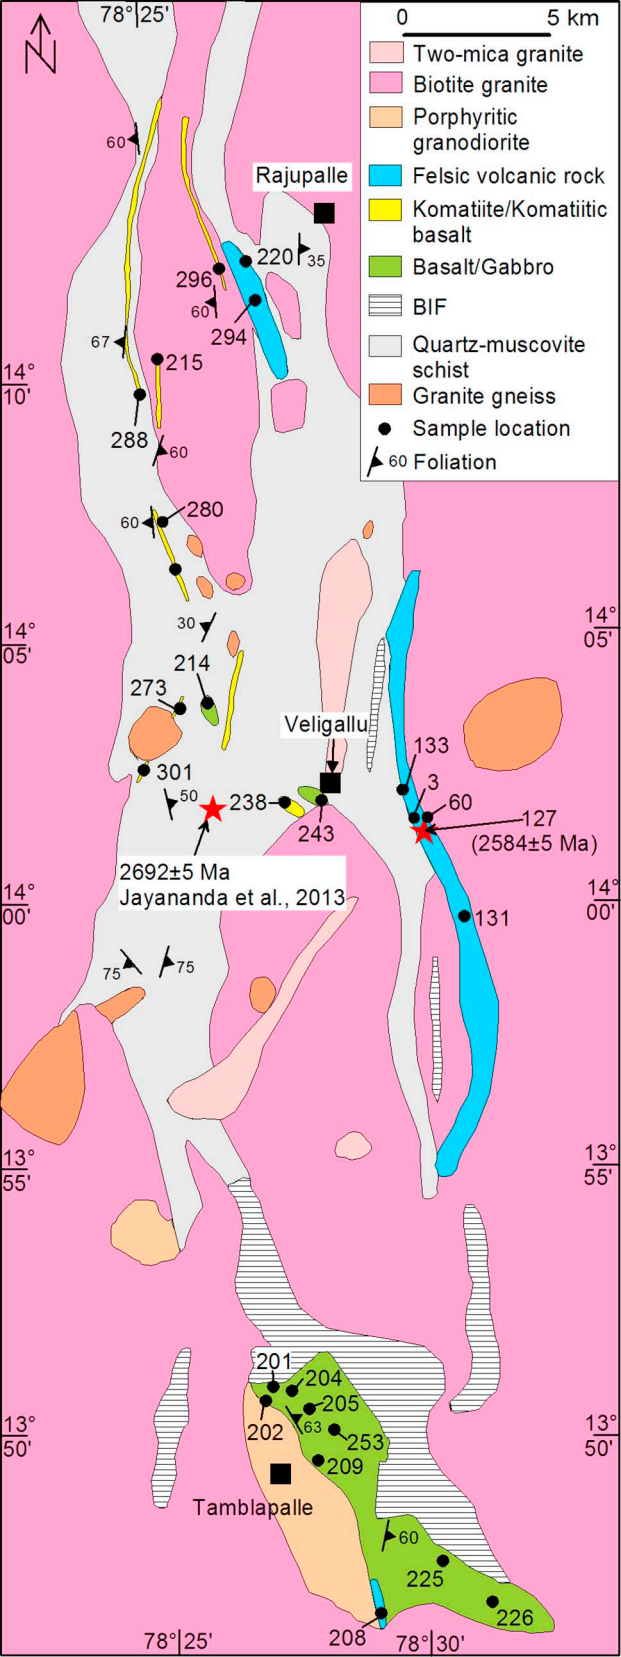 78° 25'
N
0 5 km
Two-mica granite
Biotite granite
Porphyritic
granodiorite
Felsic volcanic rock
Komatiite/Komatiitic
basalt
Basalt/Gabbro
BIF
Quartz-muscovite
schist
Granite gneiss
Sample location
60 Foliation
60
Rajupalle
220
35
296
60
294
67
215
14°
10'
288
60
280
60
30
14°
05'
14°
05'
214
273
Veligallu
133
301
3
60
50
238
243
127
(2584±5 Ma)
2692±5 Ma
Jayananda et al., 2013
14°
00'
14°
00'
131
75
75
13°
55'
13°
55'
201
204
205
202
63
253
13°
50'
13°
50'
209
Tamblapalle
60
225
226
208
78° 25'
78° 30'